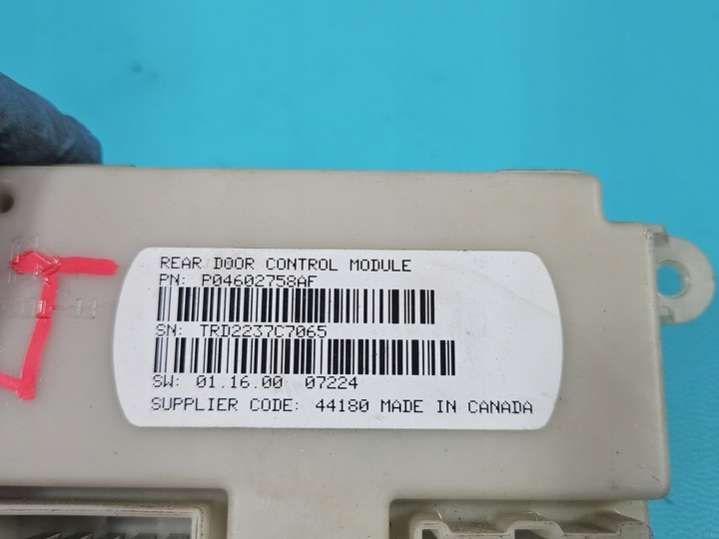 REAR DOOR CONTROL MODULE
PN: P04602758AF
SN: TRD2237C7065
SW: 01.16.00 07224
SUPPLIER CODE: 44180 MADE IN CANADA